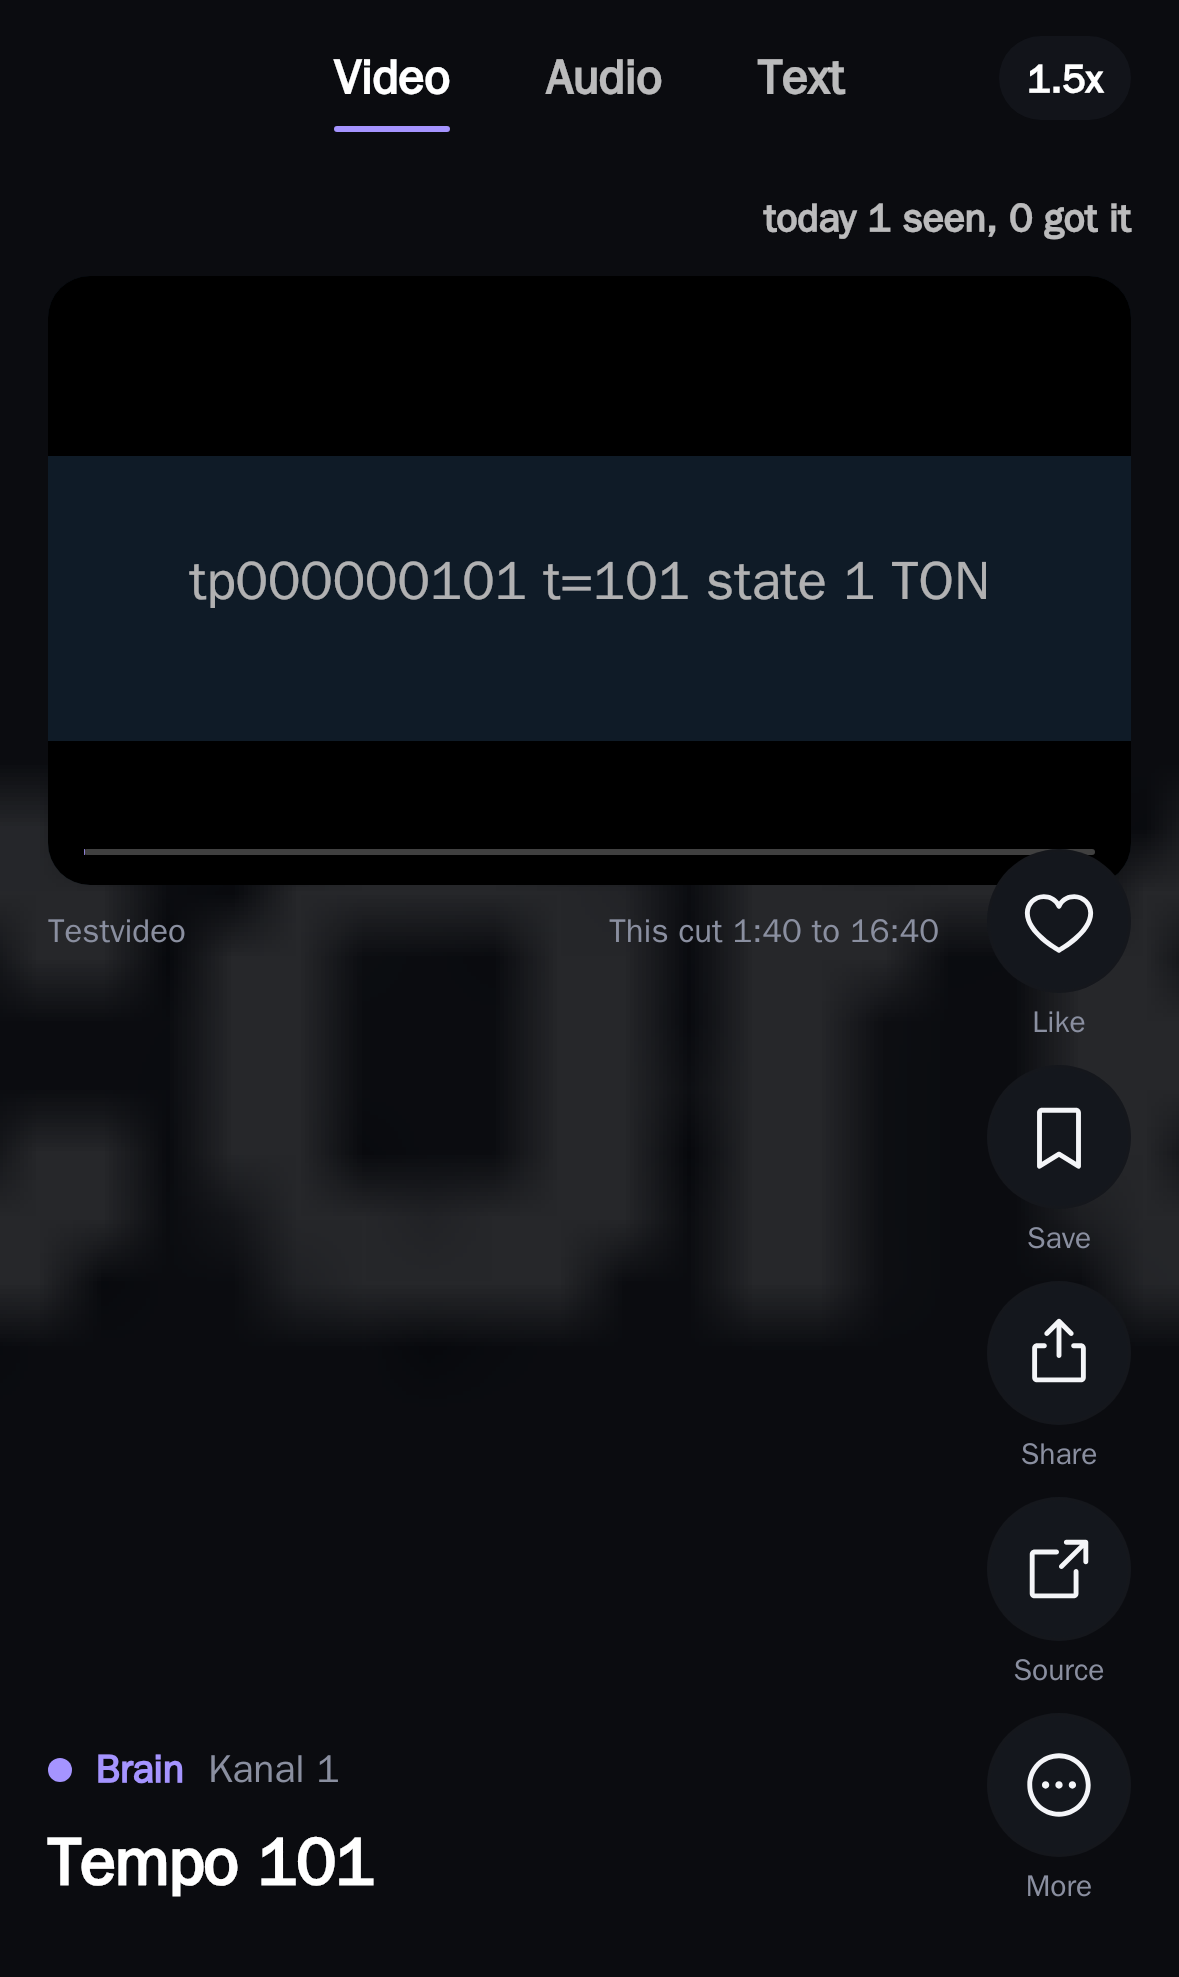 Video Audio Text 1.5x
today 1 seen, 0 got it
tp000000101 t=101 state 1 TON
Testvideo This cut 1:40 to 16:40
Like
Save
Share
Source
Brain Kanal 1
Tempo 101
More